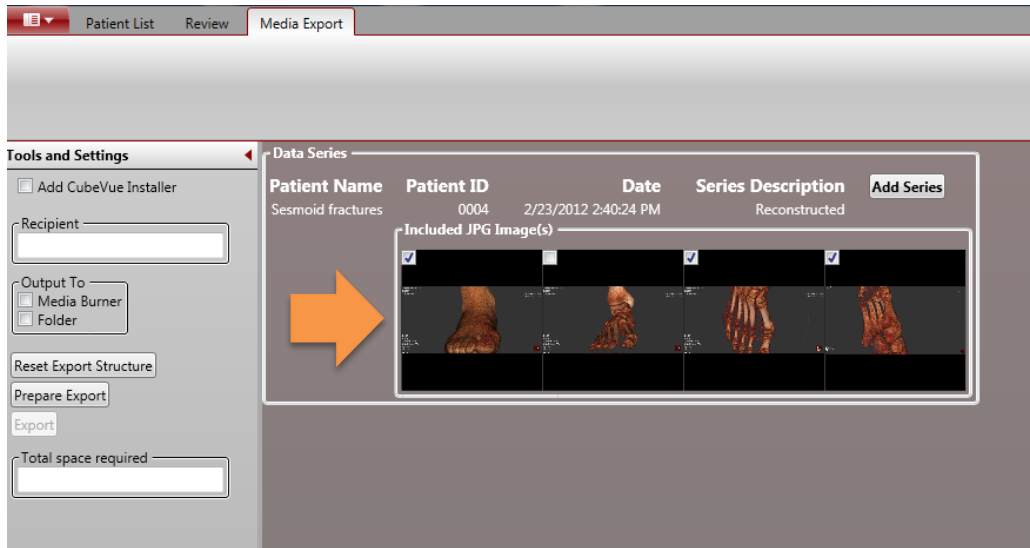 Patient List Review Media Export
Tools and Settings
Add CubeVue Installer
Recipient
Output To
Media Burner
Folder
Reset Export Structure
Prepare Export
Export
Total space required
Data Series
Patient Name Patient ID Date Series Description Add Series
Sesmoid fractures 0004 2/23/2012 2:40:24 PM Reconstructed
Included JPG Image(s)